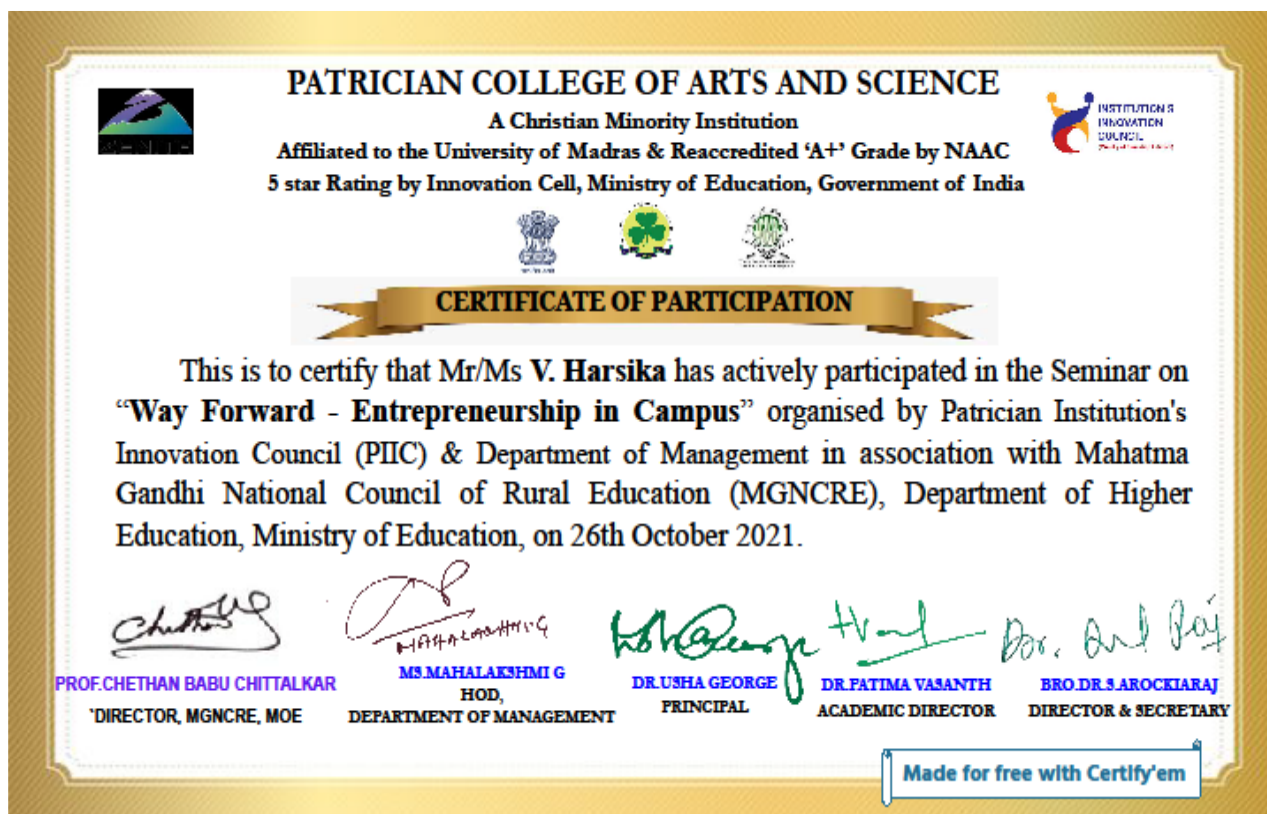 PATRICIAN COLLEGE OF ARTS AND SCIENCE
A Christian Minority Institution
Affiliated to the University of Madras & Reaccredited ‘A+’ Grade by NAAC
5 star Rating by Innovation Cell, Ministry of Education, Government of India
INSTITUTION'S
INNOVATION
COUNCIL
CERTIFICATE OF PARTICIPATION
This is to certify that Mr/Ms V. Harsika has actively participated in the Seminar on
“Way Forward - Entrepreneurship in Campus” organised by Patrician Institution's
Innovation Council (PIIC) & Department of Management in association with Mahatma
Gandhi National Council of Rural Education (MGNCRE), Department of Higher
Education, Ministry of Education, on 26th October 2021.
MAHALAKSHMI.G
PROF.CHETHAN BABU CHITTALKAR
'DIRECTOR, MGNCRE, MOE
MS.MAHALAKSHMI G
HOD,
DEPARTMENT OF MANAGEMENT
DR.USHA GEORGE
PRINCIPAL
DR.FATIMA VASANTH
ACADEMIC DIRECTOR
BRO.DR.S.AROCKIARAJ
DIRECTOR & SECRETARY
Made for free with Certify'em